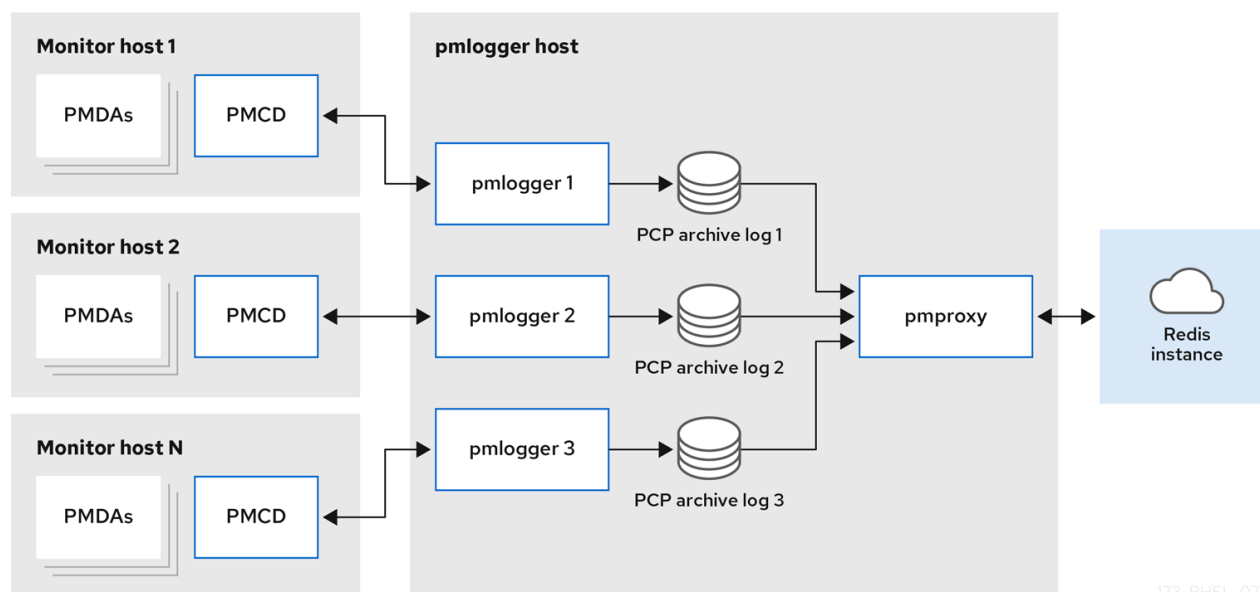 Monitor host 1
PMDAs
PMCD
Monitor host 2
PMDAs
PMCD
Monitor host N
PMDAs
PMCD
pmlogger host
pmlogger 1
PCP archive log 1
pmlogger 2
PCP archive log 2
pmlogger 3
PCP archive log 3
pmproxy
Redis
instance